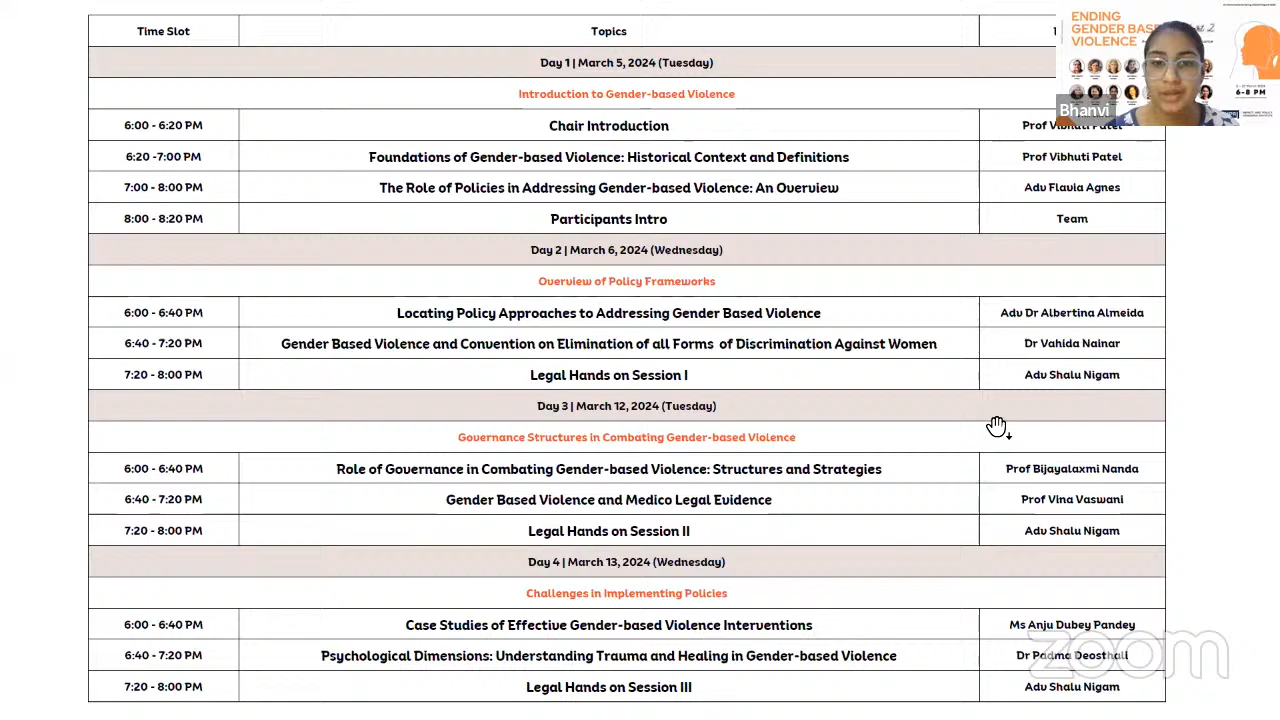 Time Slot Topics
Day 1 | March 5, 2024 (Tuesday)
Introduction to Gender-based Violence
6:00 - 6:20 PM Chair Introduction Prof Vibhuti Patel
6:20 -7:00 PM Foundations of Gender-based Violence: Historical Context and Definitions Prof Vibhuti Patel
7:00 - 8:00 PM The Role of Policies in Addressing Gender-based Violence: An Overview Adv Flavia Agnes
8:00 - 8:20 PM Participants Intro Team
Day 2 | March 6, 2024 (Wednesday)
Overview of Policy Frameworks
6:00 - 6:40 PM Locating Policy Approaches to Addressing Gender Based Violence Adv Dr Albertina Almeida
6:40 - 7:20 PM Gender Based Violence and Convention on Elimination of all Forms of Discrimination Against Women Dr Vahida Nainar
7:20 - 8:00 PM Legal Hands on Session I Adv Shalu Nigam
Day 3 | March 12, 2024 (Tuesday)
Governance Structures in Combating Gender-based Violence
6:00 - 6:40 PM Role of Governance in Combating Gender-based Violence: Structures and Strategies Prof Bijayalaxmi Nanda
6:40 - 7:20 PM Gender Based Violence and Medico Legal Evidence Prof Vina Vaswani
7:20 - 8:00 PM Legal Hands on Session II Adv Shalu Nigam
Day 4 | March 13, 2024 (Wednesday)
Challenges in Implementing Policies
6:00 - 6:40 PM Case Studies of Effective Gender-based Violence Interventions Ms Anju Dubey Pandey
6:40 - 7:20 PM Psychological Dimensions: Understanding Trauma and Healing in Gender-based Violence Dr Padma Deosthali
7:20 - 8:00 PM Legal Hands on Session III Adv Shalu Nigam
ENDING
GENDER BAS
VIOLENCE
6-8 PM
Bhanvi
zoom